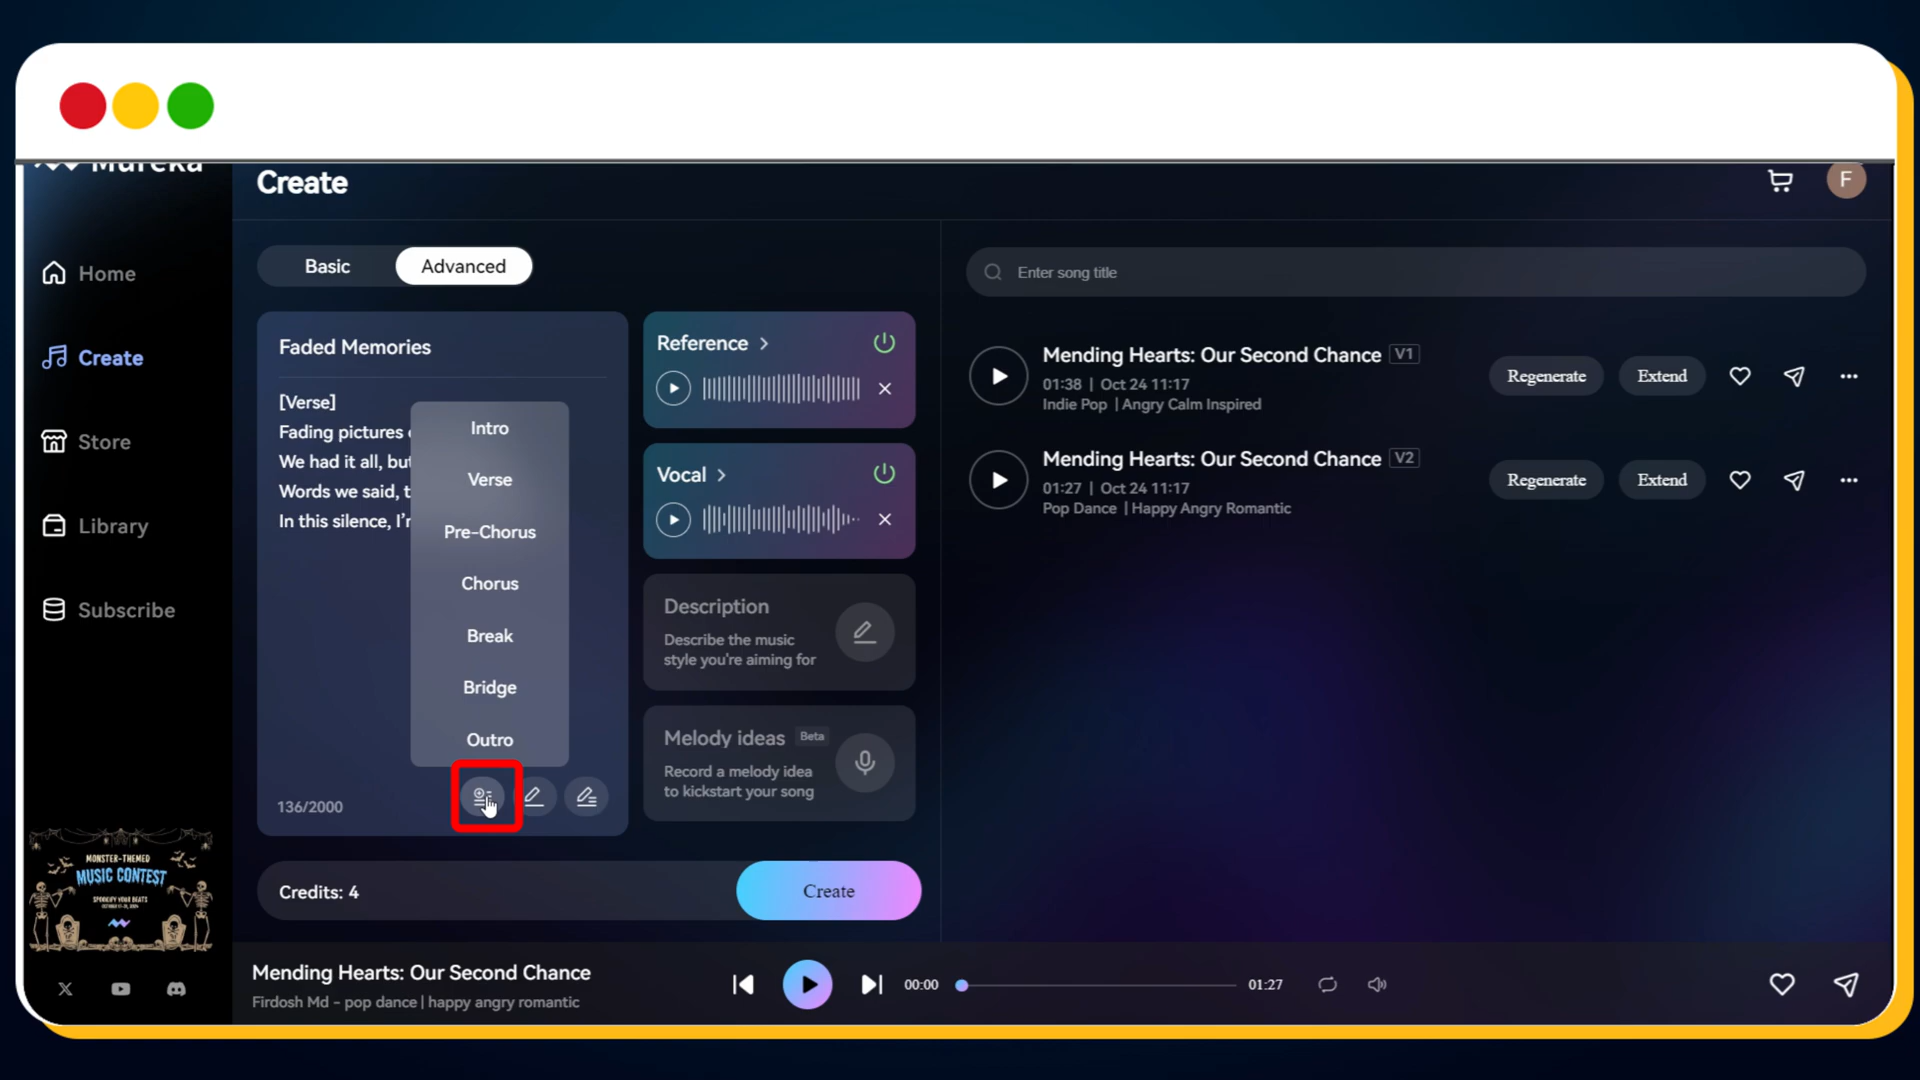 Mureka
Create
F
Home
Create
Store
Library
Subscribe
MONSTER-THEMED
MUSIC CONTEST
SPOOKIFY YOUR BEATS
Basic
Advanced
Faded Memories
[Verse]
Fading pictures
We had it all, but
Words we said, t
In this silence, I'm
136/2000
Intro
Verse
Pre-Chorus
Chorus
Break
Bridge
Outro
Reference >
Vocal >
Description
Describe the music
style you're aiming for
Melody ideas Beta
Record a melody idea
to kickstart your song
Credits: 4
Create
Enter song title
Mending Hearts: Our Second Chance V1
01:38 | Oct 24 11:17
Indie Pop | Angry Calm Inspired
Regenerate
Extend
Mending Hearts: Our Second Chance V2
01:27 | Oct 24 11:17
Pop Dance | Happy Angry Romantic
Regenerate
Extend
Mending Hearts: Our Second Chance
Firdosh Md - pop dance | happy angry romantic
00:00
01:27